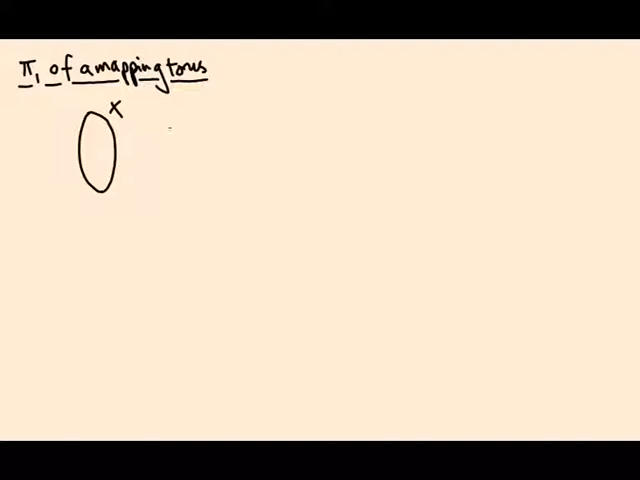 π₁ of a mapping torus
X